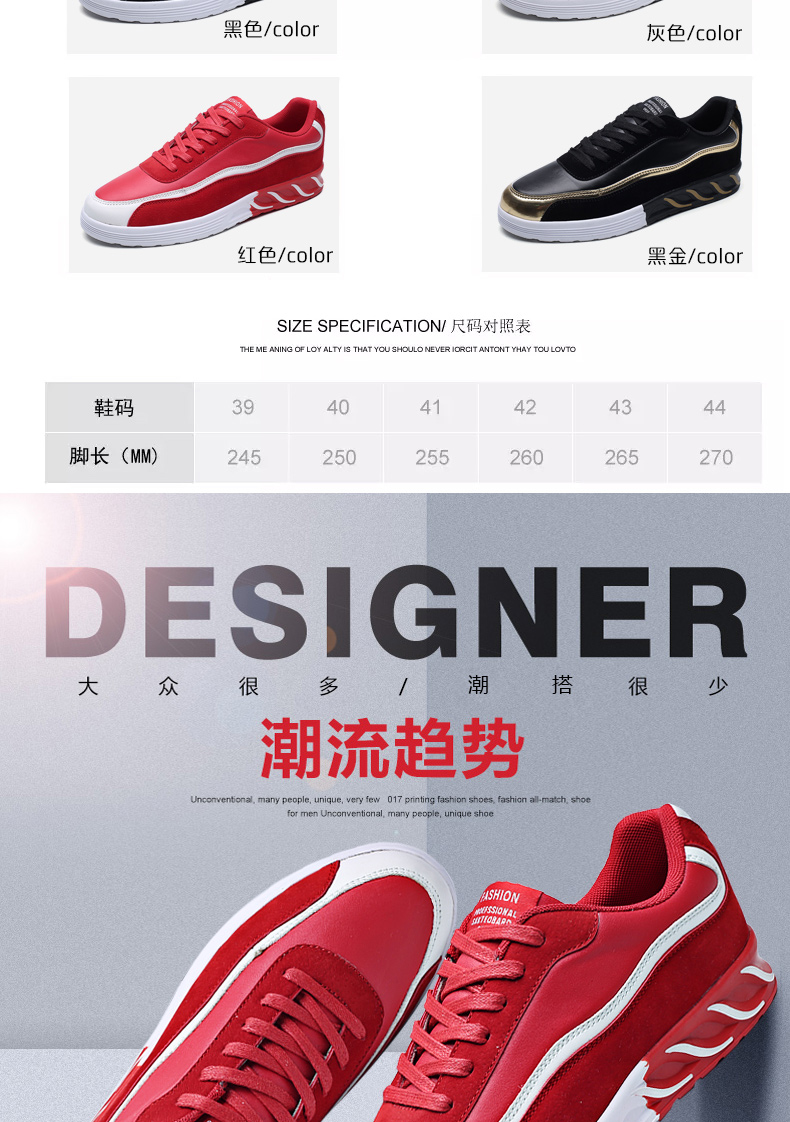 黑色/color
灰色/color
红色/color
黑金/color
SIZE SPECIFICATION/ 尺码对照表
THE ME ANING OF LOY ALTY IS THAT YOU SHOULO NEVER IORCIT ANTONT YHAY TOU LOVTO
鞋码 39 40 41 42 43 44
脚长（MM） 245 250 255 260 265 270
DESIGNER
大众很多/潮搭很少
潮流趋势
Unconventional, many people, unique, very few 017 printing fashion shoes, fashion all-match, shoe
for men Unconventional, many people, unique shoe
FASHION